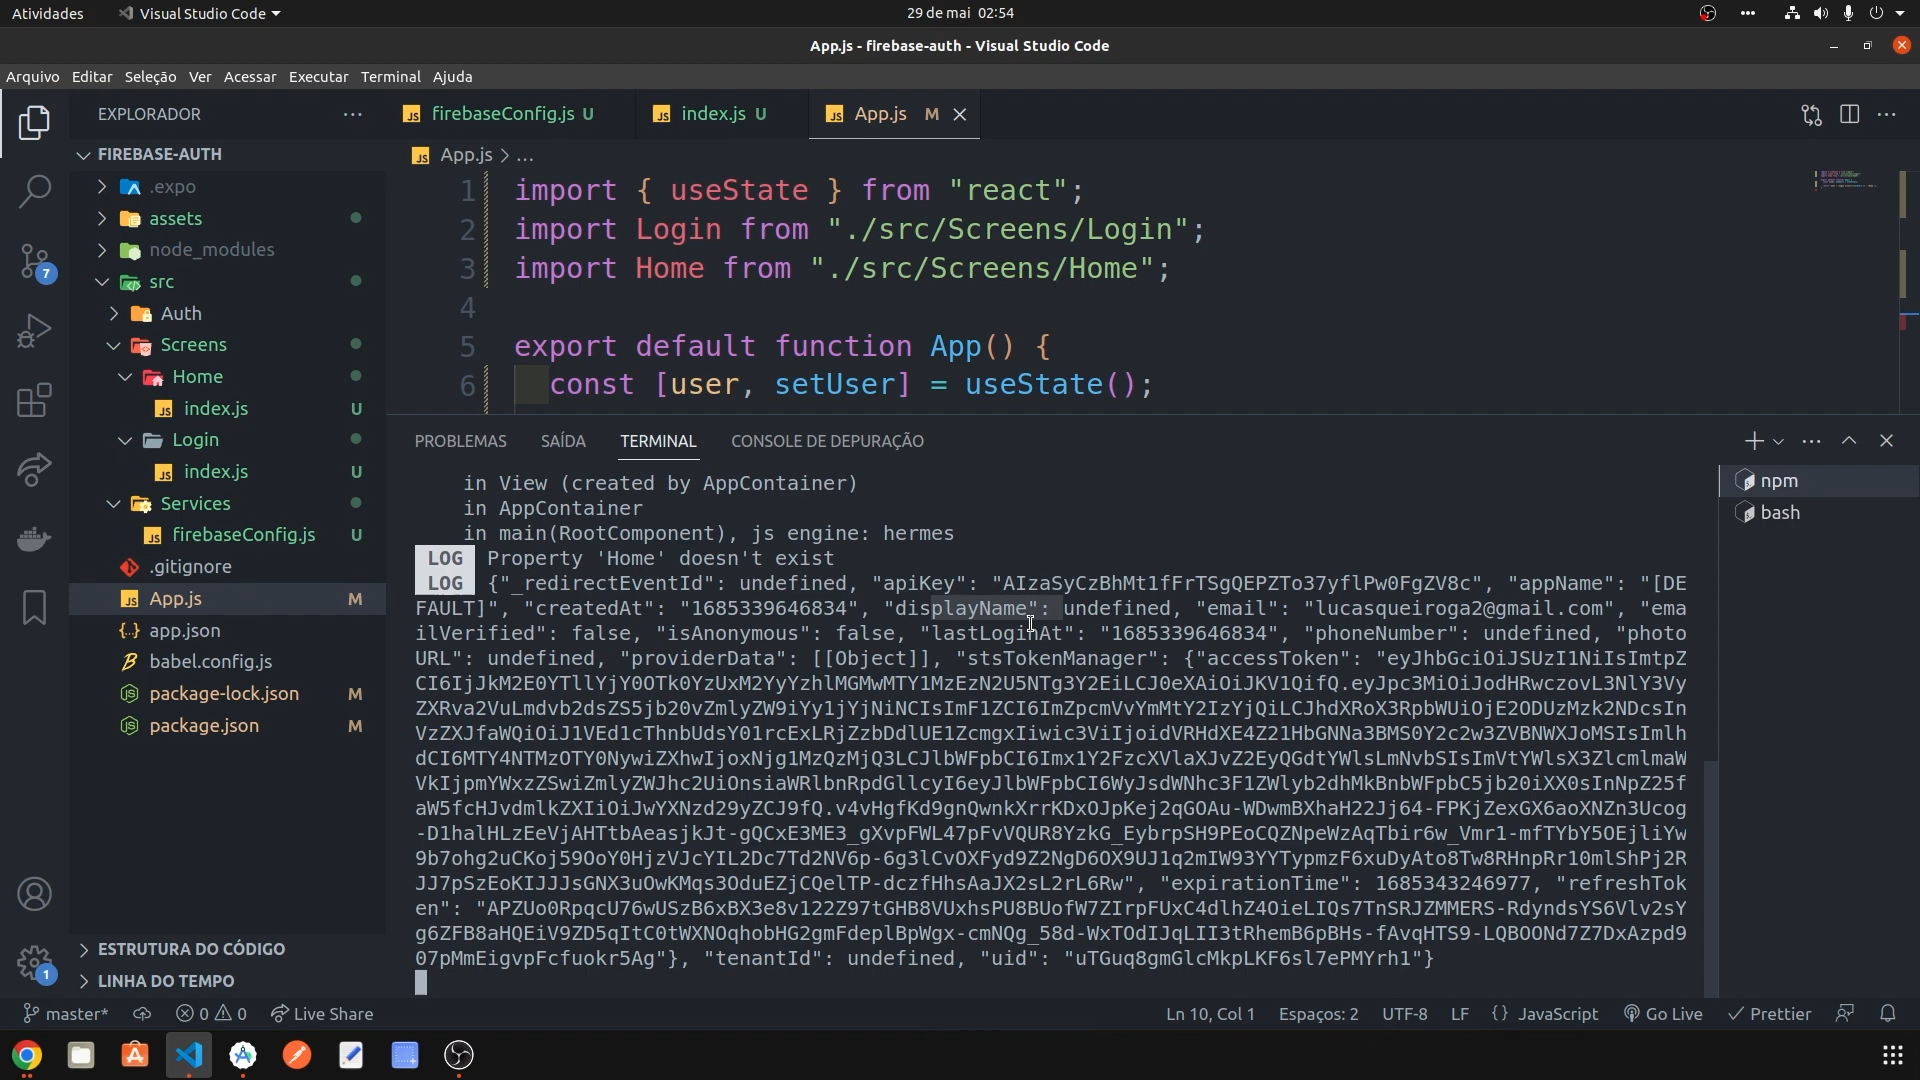 Atividades
Visual Studio Code
29 de mai 02:54
App.js - firebase-auth - Visual Studio Code
Arquivo Editar Seleção Ver Acessar Executar Terminal Ajuda
EXPLORADOR
FIREBASE-AUTH
.expo
assets
node_modules
src
Auth
Screens
Home
index.js U
Login
index.js U
Services
firebaseConfig.js U
.gitignore
App.js M
app.json
babel.config.js
package-lock.json M
package.json M
ESTRUTURA DO CÓDIGO
LINHA DO TEMPO
7
1
firebaseConfig.js U
index.js U
App.js M
App.js > ...
1 import { useState } from "react";
2 import Login from "./src/Screens/Login";
3 import Home from "./src/Screens/Home";
4
5 export default function App() {
6 const [user, setUser] = useState();
PROBLEMAS SAÍDA TERMINAL CONSOLE DE DEPURAÇÃO
npm
bash
in View (created by AppContainer)
in AppContainer
in main(RootComponent), js engine: hermes
LOG Property 'Home' doesn't exist
LOG {"_redirectEventId": undefined, "apiKey": "AIzaSyCzBhMt1fFrTSgQEPZTo37yflPw0FgZV8c", "appName": "[DE
FAULT]", "createdAt": "1685339646834", "displayName": undefined, "email": "lucasqueiroga2@gmail.com", "ema
ilVerified": false, "isAnonymous": false, "lastLoginAt": "1685339646834", "phoneNumber": undefined, "photo
URL": undefined, "providerData": [[Object]], "stsTokenManager": {"accessToken": "eyJhbGciOiJSUzI1NiIsImtpZ
"expirationTime": 1685343246977, "refreshTok
en":
"tenantId": undefined, "uid": "uTGuq8gmGlcMkpLKF6sl7ePMYrh1"}
master* 0 0 Live Share
Ln 10, Col 1 Espaços: 2 UTF-8 LF {} JavaScript Go Live Prettier